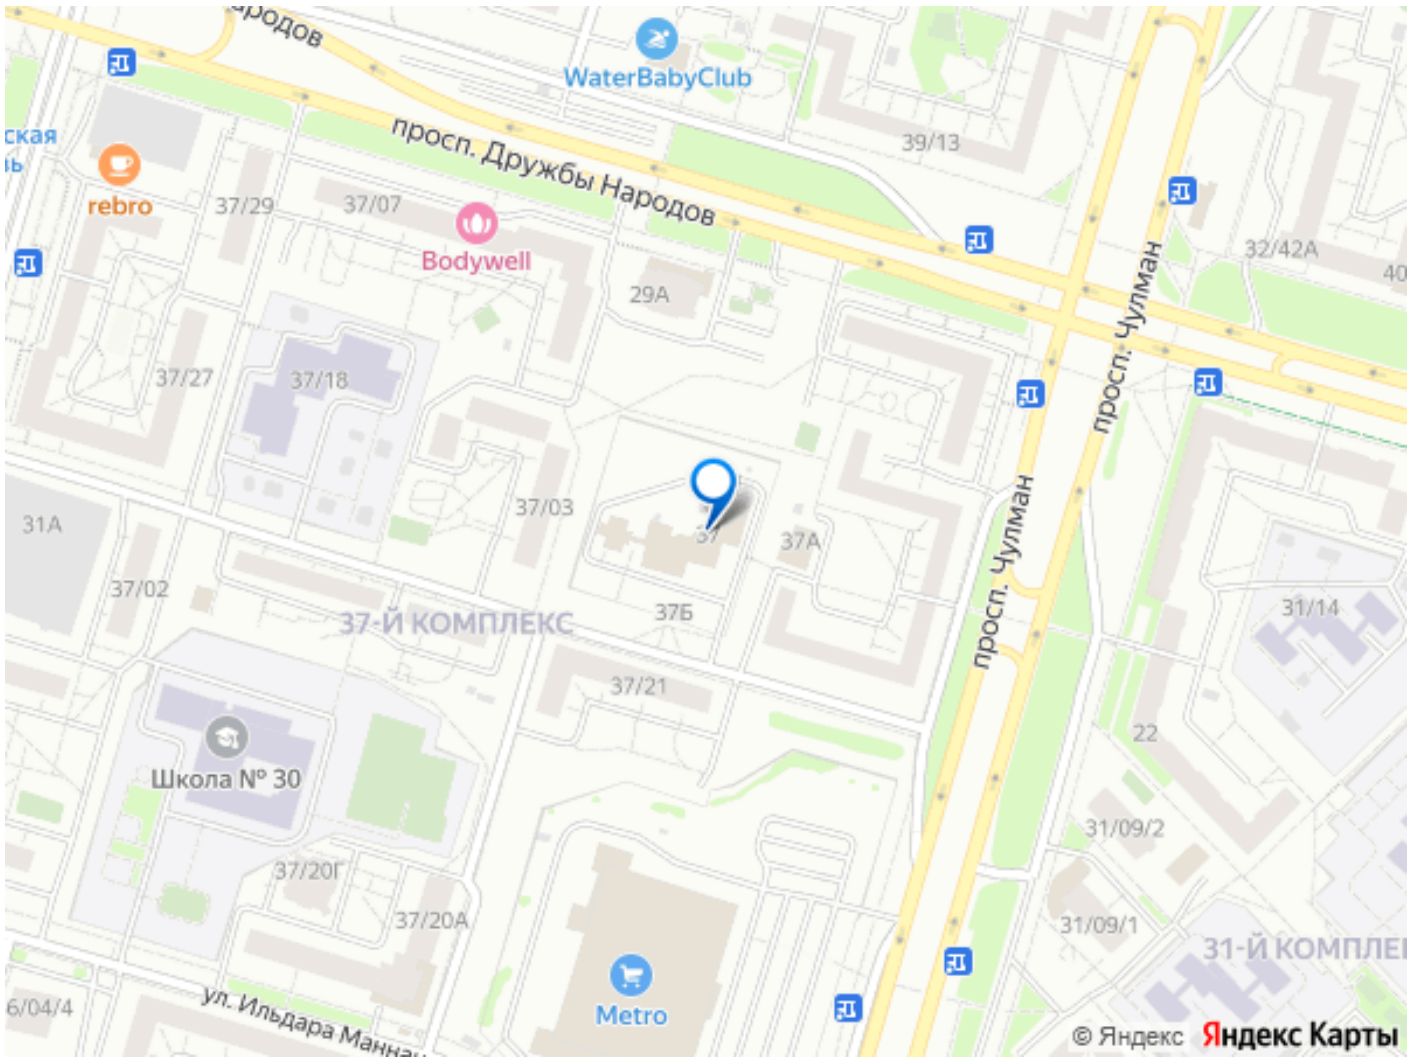 Народов
WaterBabyClub
просп. Дружбы Народов
39/13
ская
зь
rebro
37/29
37/07
Bodywell
29А
32/42А
40
просп. Чулман
37/27
37/18
37/03
31А
37
37А
просп. Чулман
37/02
37-Й КОМПЛЕКС
37Б
31/14
37/21
22
Школа № 30
31/09/2
37/20Г
37/20А
31/09/1
31-Й КОМПЛЕ
6/04/4
ул. Ильдара Маннан
Metro
© Яндекс Яндекс Карты